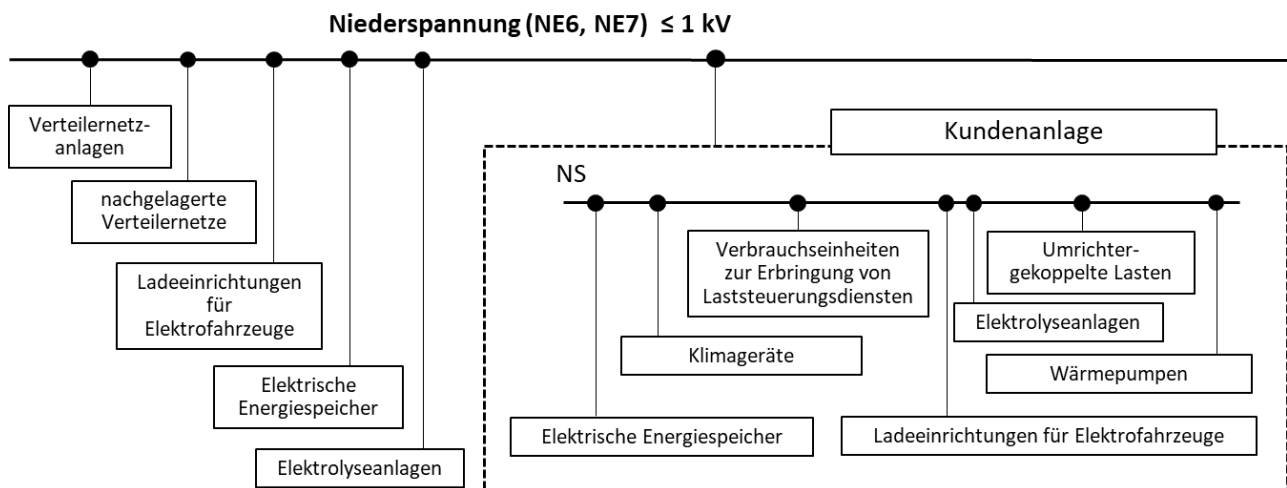 Niederspannung (NE6, NE7) ≤ 1 kV
Verteilernetz-
anlagen
nachgelagerte
Verteilernetze
Ladeeinrichtungen
für
Elektrofahrzeuge
Elektrische
Energiespeicher
Elektrolyseanlagen
Kundenanlage
NS
Verbrauchseinheiten
zur Erbringung von
Laststeuerungsdiensten
Umrichter-
gekoppelte Lasten
Elektrolyseanlagen
Klimageräte
Wärmepumpen
Elektrische Energiespeicher
Ladeeinrichtungen für Elektrofahrzeuge